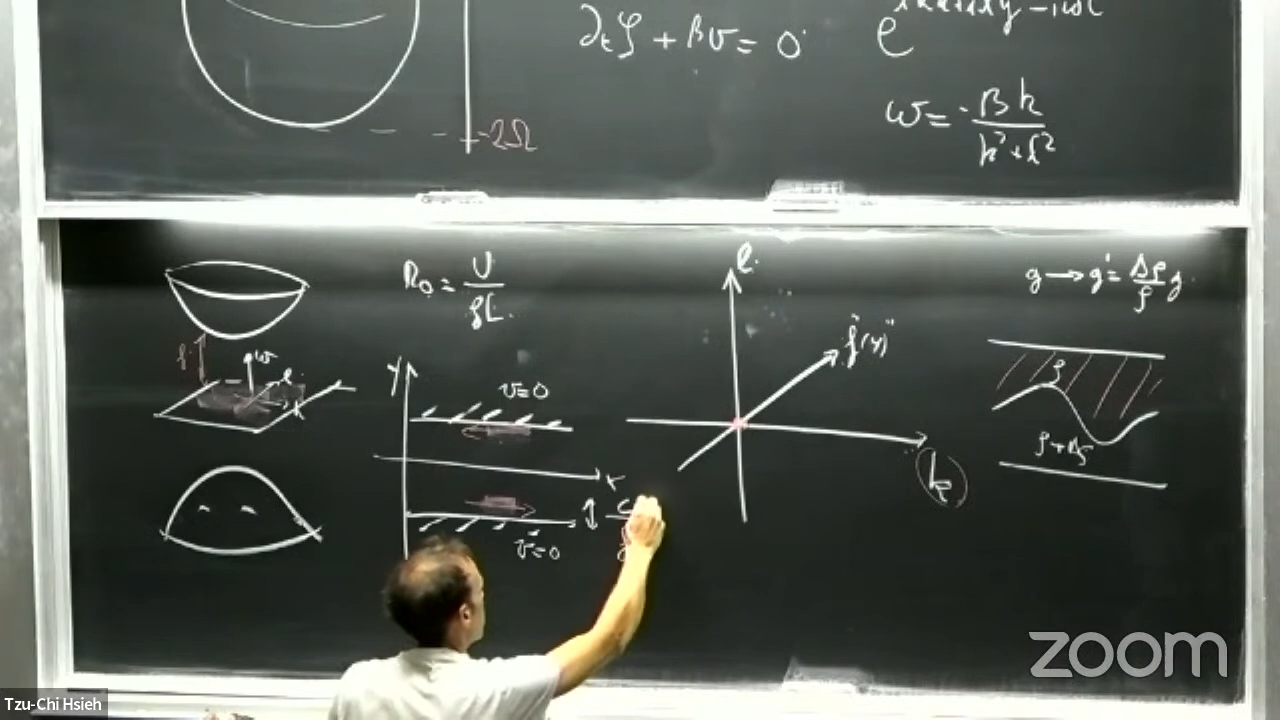 ∂ₜζ + βv = 0
e
-2Ω
ω = -βk / k²+l²
R₀ = U / fL
l
g → g' = Δρ / ρ g
f
w
l
k
y
v=0
"f(y)"
ρ
ρ+Δρ
k
x
v=0
c
f
zoom
Tzu-Chi Hsieh